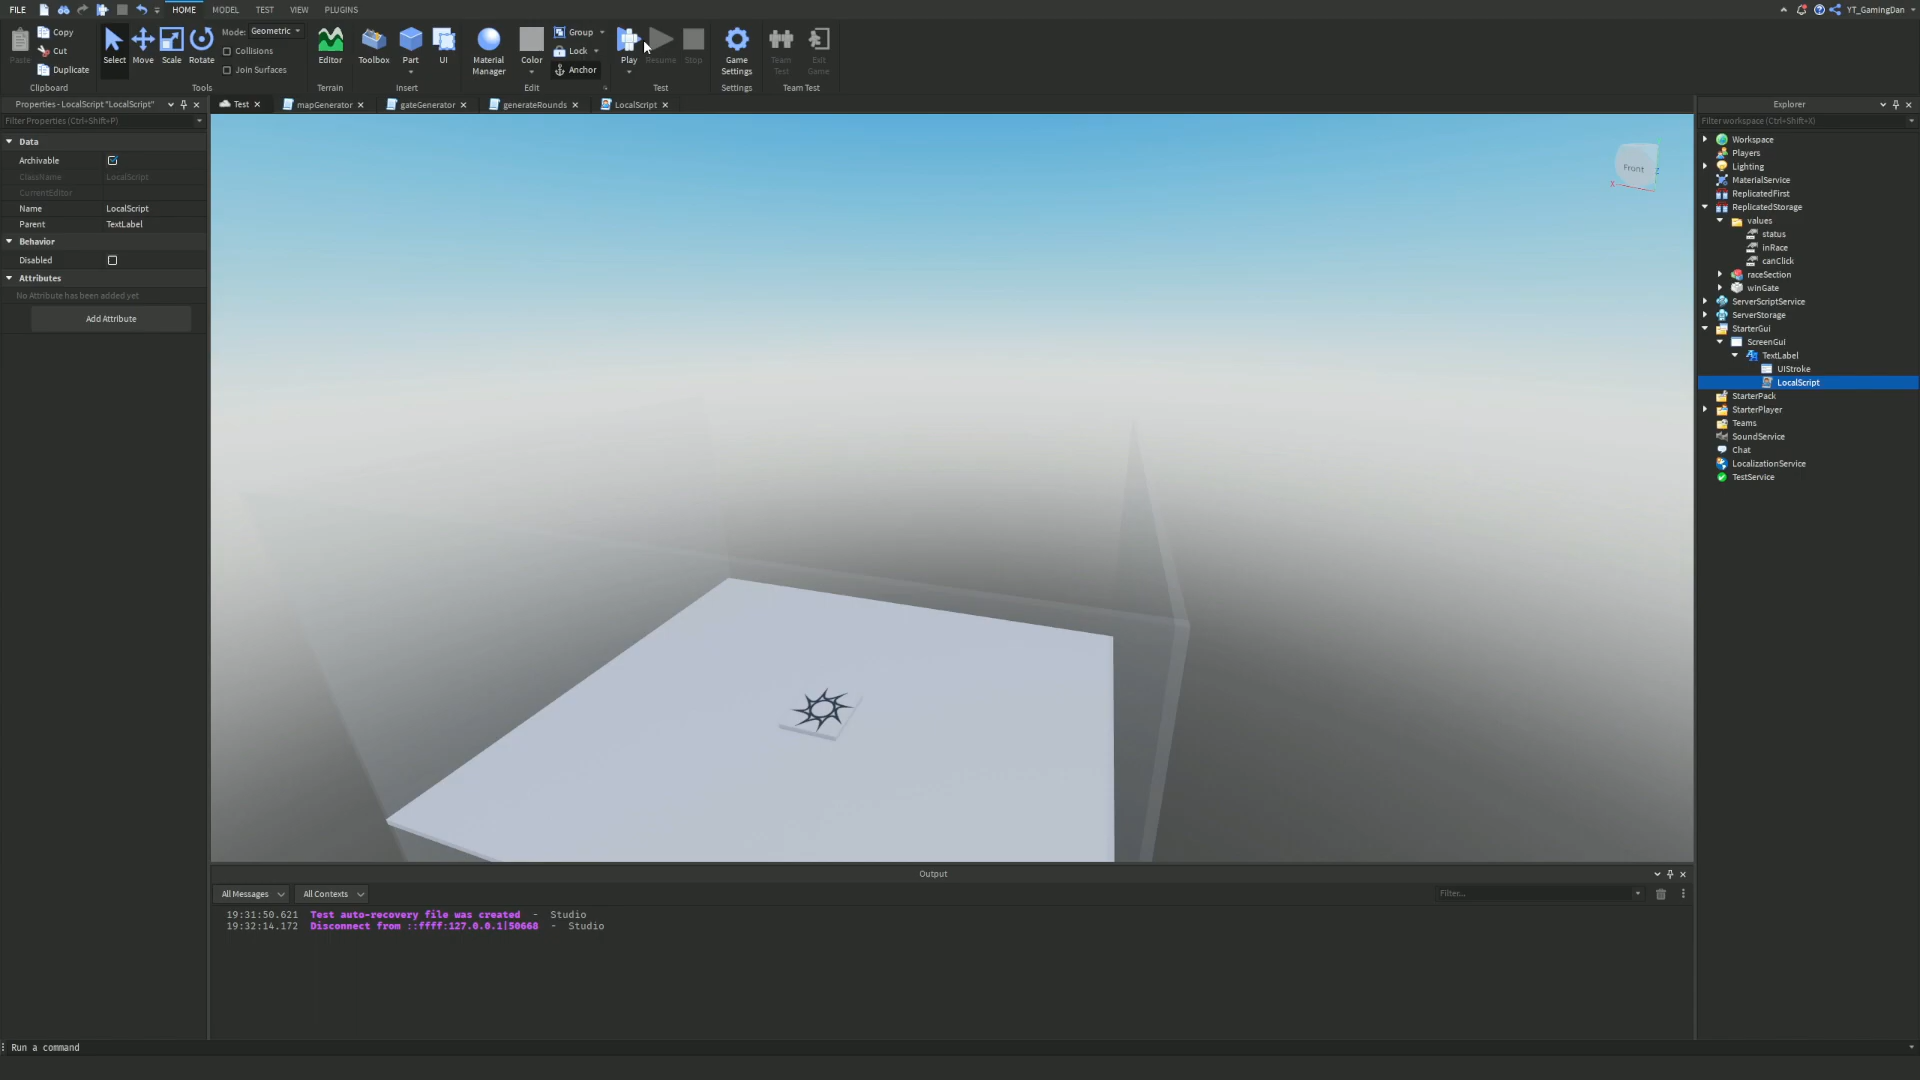 FILE HOME MODEL TEST VIEW PLUGINS YT_GamingDan
Paste Copy Cut Duplicate Clipboard
Select Move Scale Rotate Mode: Geometric Collisions Join Surfaces Tools
Editor Terrain
Toolbox Part UI Insert
Material Manager Color Group Lock Anchor Edit
Play Resume Stop Test
Game Settings Settings
Team Test Exit Game Team Test
Properties - LocalScript "LocalScript"
Test mapGenerator gateGenerator generateRounds LocalScript
Explorer
Filter Properties (Ctrl+Shift+P)
Data
Archivable
ClassName LocalScript
CurrentEditor
Name LocalScript
Parent TextLabel
Behavior
Disabled
Attributes
No Attribute has been added yet
Add Attribute
Front
X
Z
Filter workspace (Ctrl+Shift+X)
Workspace
Players
Lighting
MaterialService
ReplicatedFirst
ReplicatedStorage
values
status
inRace
canClick
raceSection
winGate
ServerScriptService
ServerStorage
StarterGui
ScreenGui
TextLabel
UIStroke
LocalScript
StarterPack
StarterPlayer
Teams
SoundService
Chat
LocalizationService
TestService
Output
All Messages All Contexts Filter...
19:31:50.621 Test auto-recovery file was created - Studio
19:32:14.172 Disconnect from ::ffff:127.0.0.1|50668 - Studio
Run a command